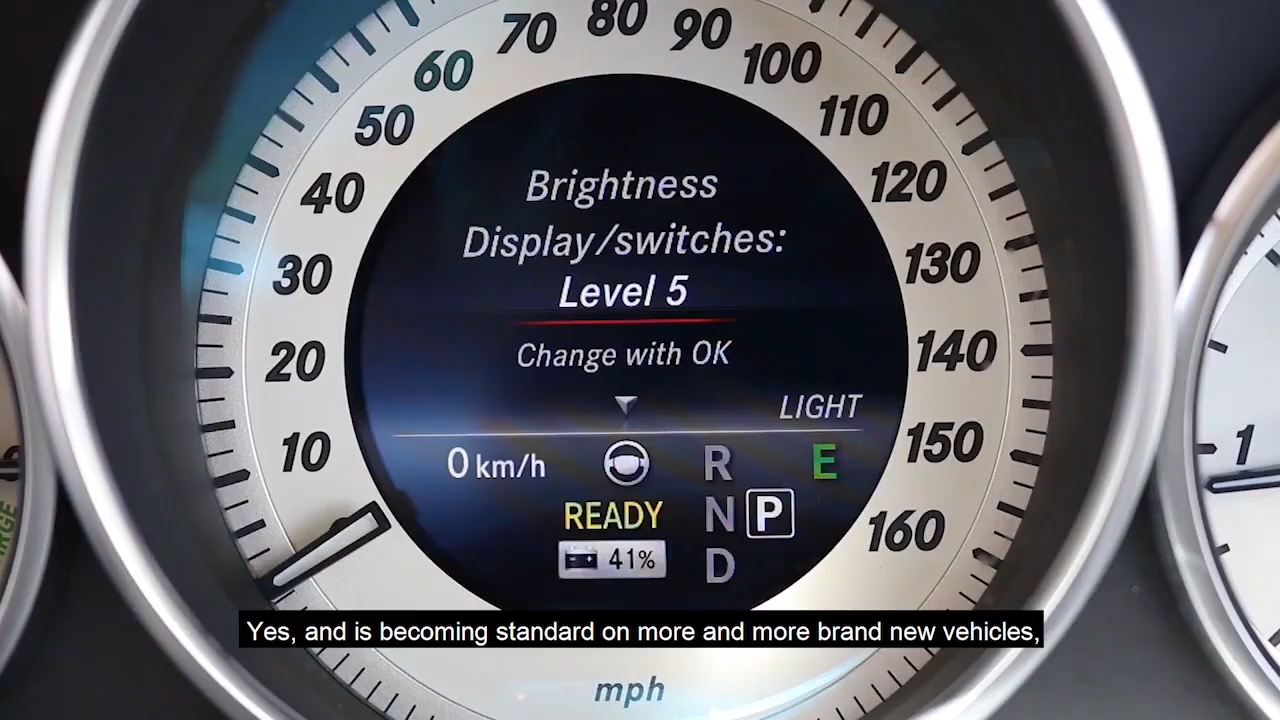 80
70
90
60
100
50
110
40
120
30
130
20
140
10
150
160
Brightness
Display/switches:
Level 5
Change with OK
LIGHT
0 km/h
R
E
READY
N P
41%
D
1
Yes, and is becoming standard on more and more brand new vehicles,
mph